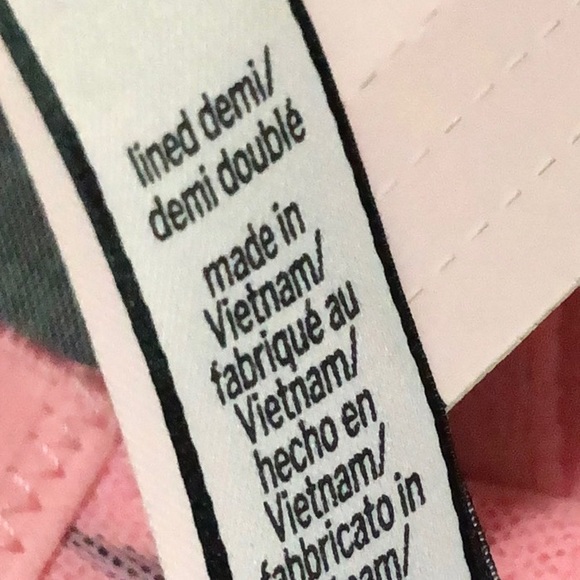 lined demi/
demi doublé
made in
Vietnam/
fabriqué au
Vietnam/
hecho en
Vietnam/
fabbricato in